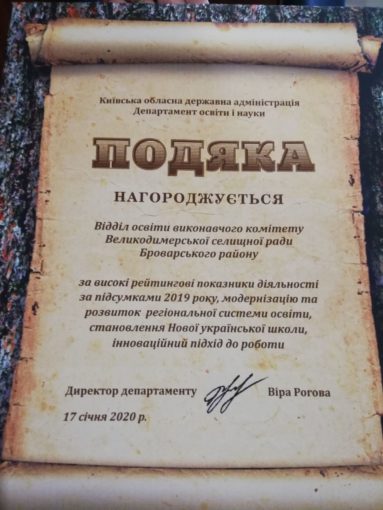 Київська обласна державна адміністрація
Департамент освіти і науки
ПОДЯКА
НАГОРОДЖУЄТЬСЯ
Відділ освіти виконавчого комітету
Великодимерської селищної ради
Броварського району
за високі рейтингові показники діяльності
за підсумками 2019 року, модернізацію та
розвиток регіональної системи освіти,
становлення Нової української школи,
інноваційний підхід до роботи
Директор департаменту Віра Рогова
17 січня 2020 р.